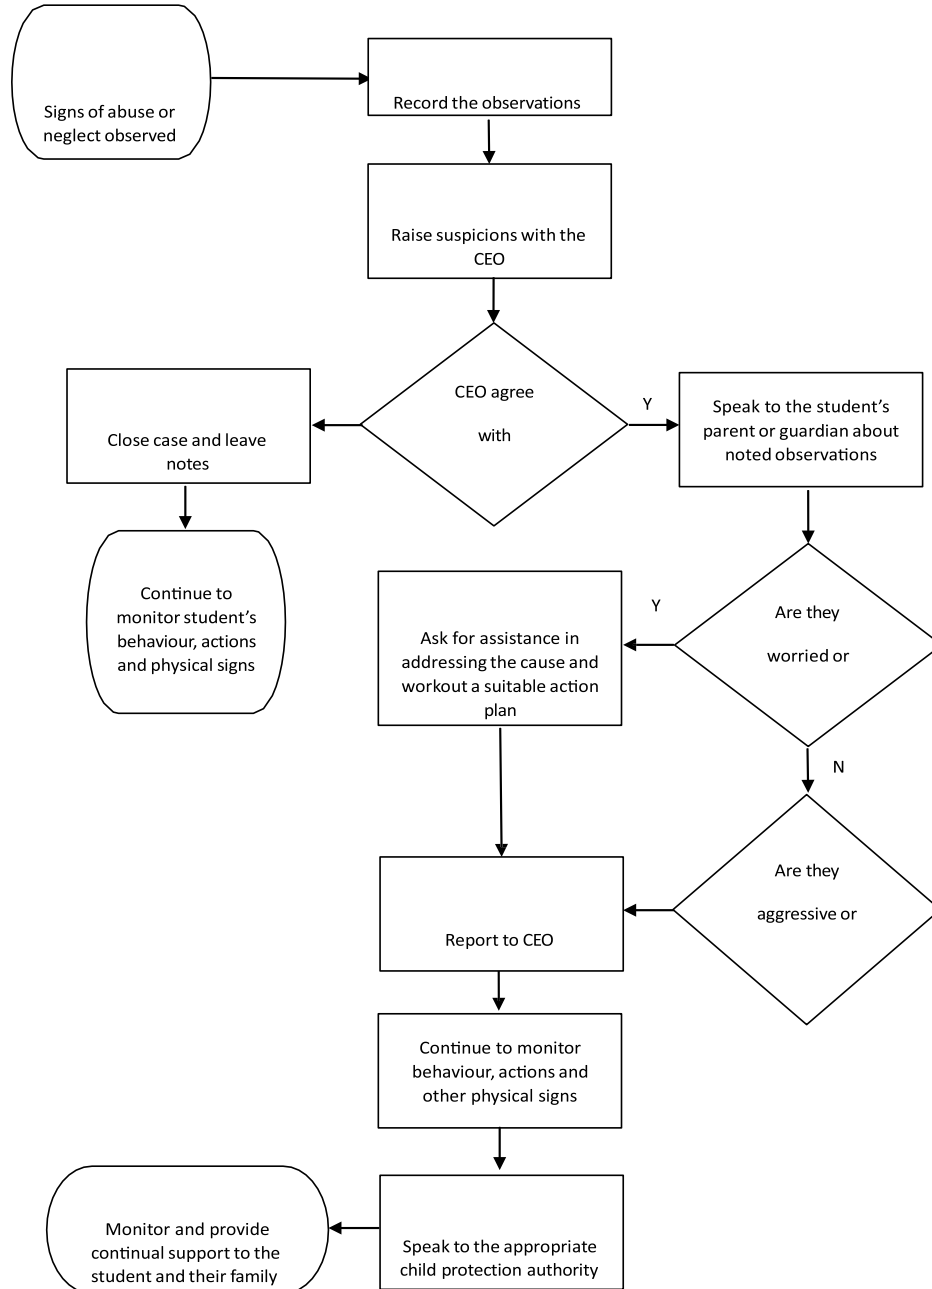 Signs of abuse or
neglect observed
Record the observations
Raise suspicions with the
CEO
CEO agree
with
Y
Speak to the student’s
parent or guardian about
noted observations
Close case and leave
notes
Continue to
monitor student’s
behaviour, actions
and physical signs
Are they
worried or
Y
Ask for assistance in
addressing the cause and
workout a suitable action
plan
N
Are they
aggressive or
Report to CEO
Continue to monitor
behaviour, actions and
other physical signs
Speak to the appropriate
child protection authority
Monitor and provide
continual support to the
student and their family